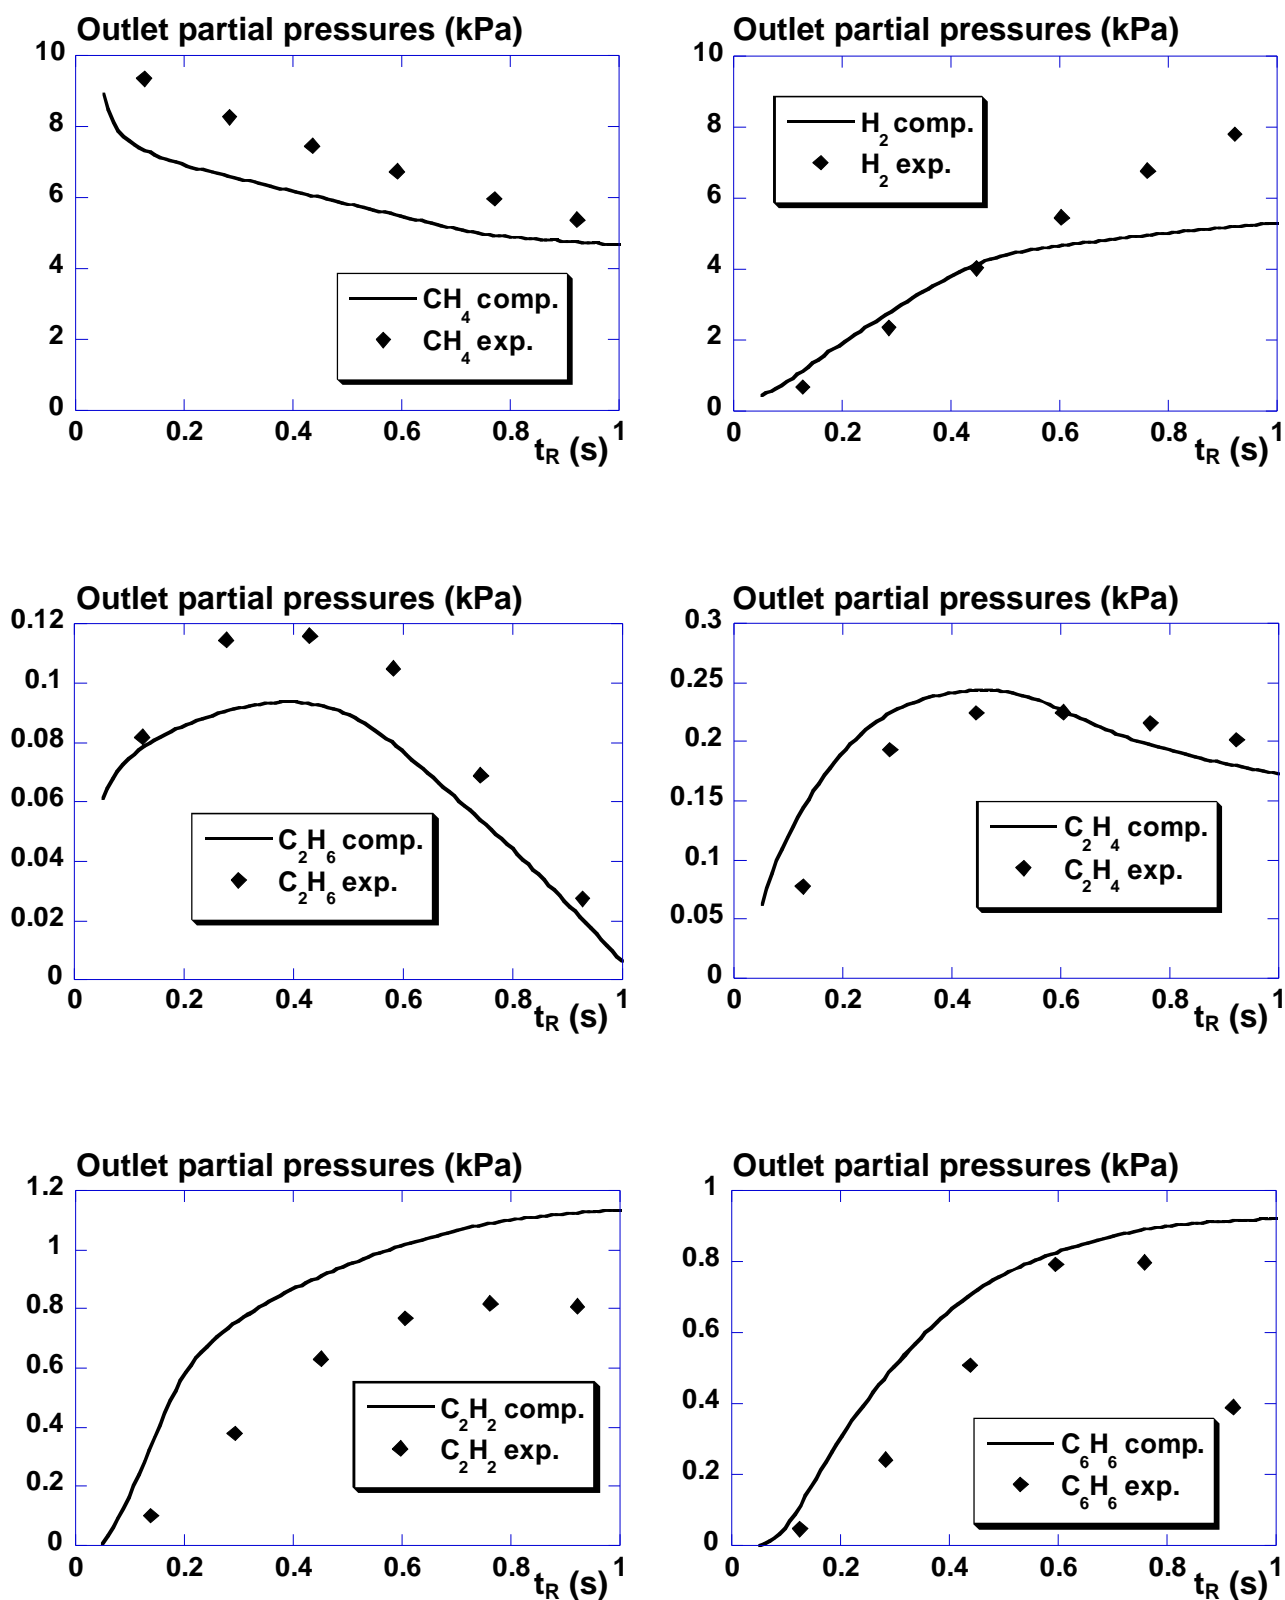 Outlet partial pressures (kPa)
10
8
6
4
2
0
CH4 comp.
CH4 exp.
0 0.2 0.4 0.6 0.8 1
tR (s)
Outlet partial pressures (kPa)
10
8
6
4
2
0
H2 comp.
H2 exp.
0 0.2 0.4 0.6 0.8 1
tR (s)
Outlet partial pressures (kPa)
0.12
0.1
0.08
0.06
0.04
0.02
0
C2H6 comp.
C2H6 exp.
0 0.2 0.4 0.6 0.8 1
tR (s)
Outlet partial pressures (kPa)
0.3
0.25
0.2
0.15
0.1
0.05
0
C2H4 comp.
C2H4 exp.
0 0.2 0.4 0.6 0.8 1
tR (s)
Outlet partial pressures (kPa)
1.2
1
0.8
0.6
0.4
0.2
0
C2H2 comp.
C2H2 exp.
0 0.2 0.4 0.6 0.8 1
tR (s)
Outlet partial pressures (kPa)
1
0.8
0.6
0.4
0.2
0
C6H6 comp.
C6H6 exp.
0 0.2 0.4 0.6 0.8 1
tR (s)